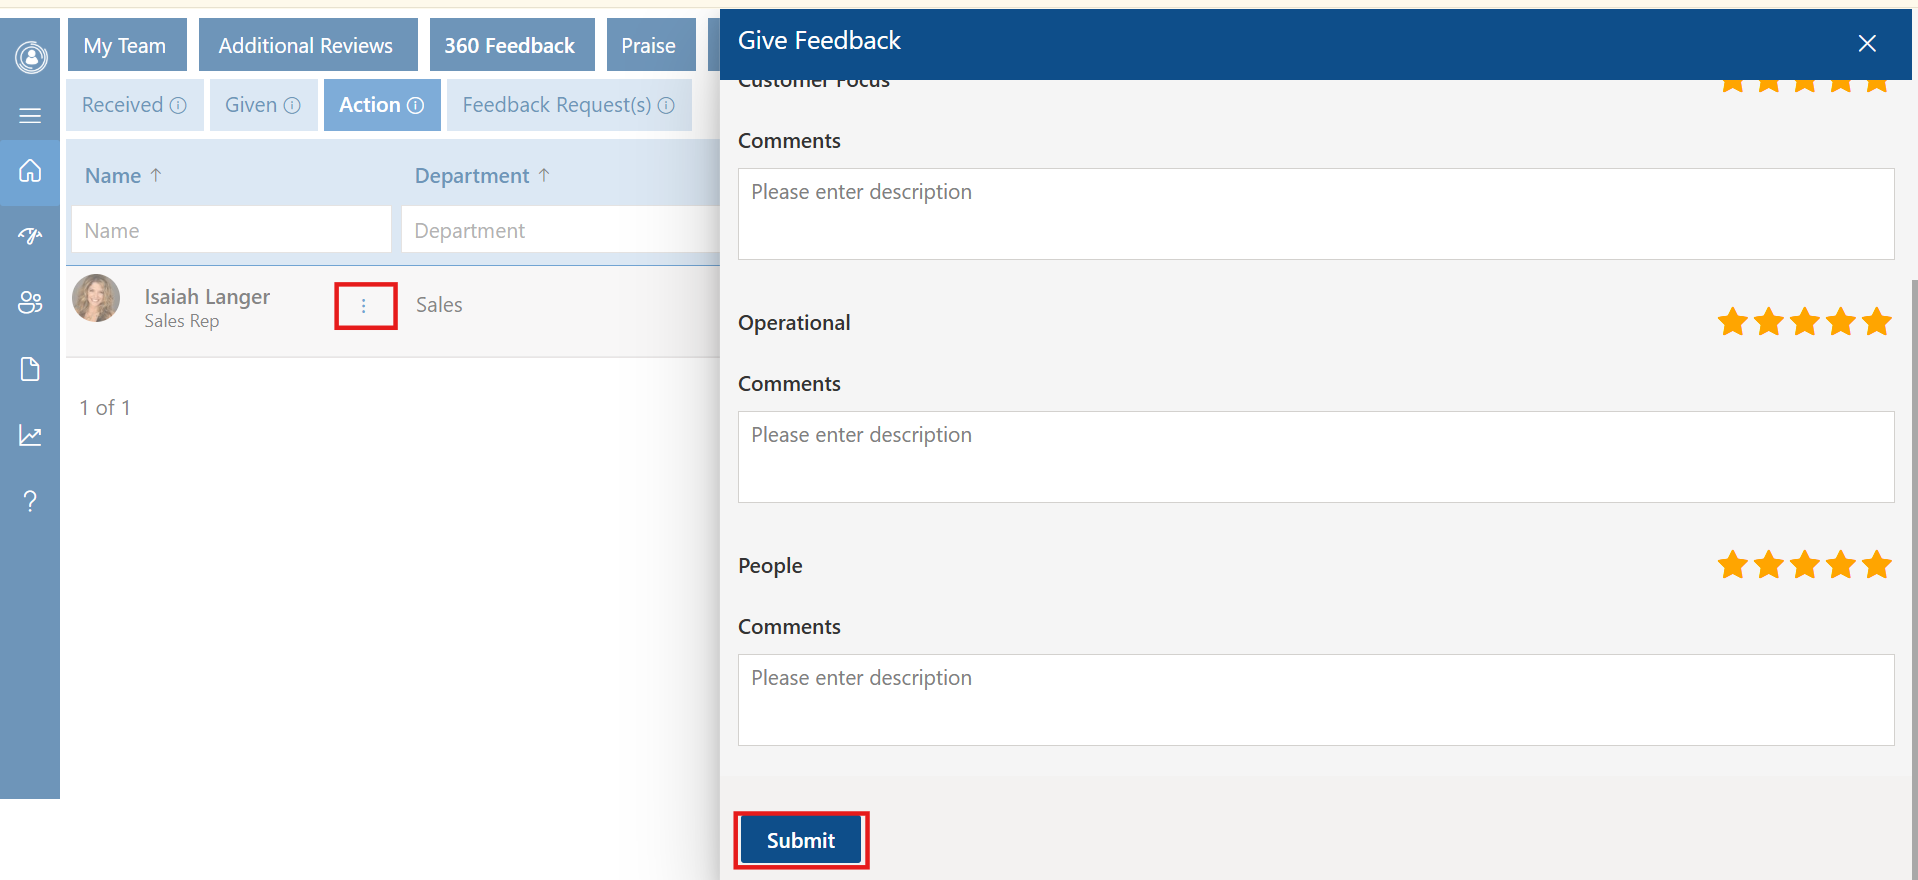 My Team
Additional Reviews
360 Feedback
Praise
Received
Given
Action
Feedback Request(s)
Name ↑
Department ↑
Name
Department
Isaiah Langer
Sales Rep
Sales
1 of 1
Give Feedback
Customer Focus
Comments
Please enter description
Operational
Comments
Please enter description
People
Comments
Please enter description
Submit